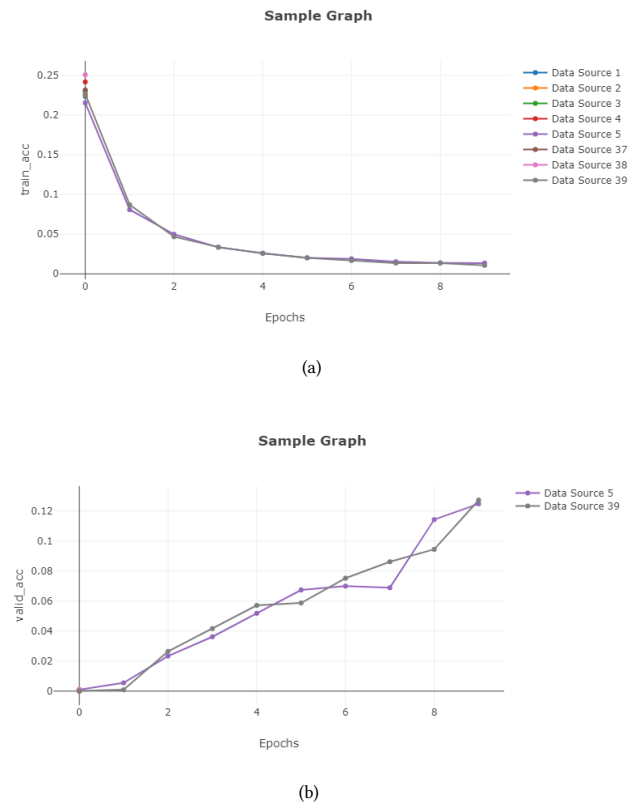 Sample Graph
0.25
0.2
0.15
0.1
0.05
0
train_acc
0 2 4 6 8
Epochs
Data Source 1
Data Source 2
Data Source 3
Data Source 4
Data Source 5
Data Source 37
Data Source 38
Data Source 39
(a)
Sample Graph
0.12
0.1
0.08
0.06
0.04
0.02
0
valid_acc
0 2 4 6 8
Epochs
Data Source 5
Data Source 39
(b)